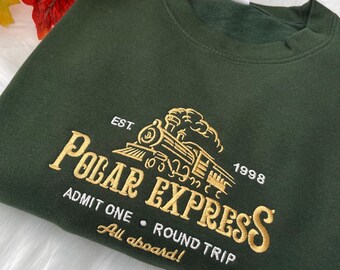 EST. 1998
POLAR EXPRESS
ADMIT ONE • ROUND TRIP
All aboard!